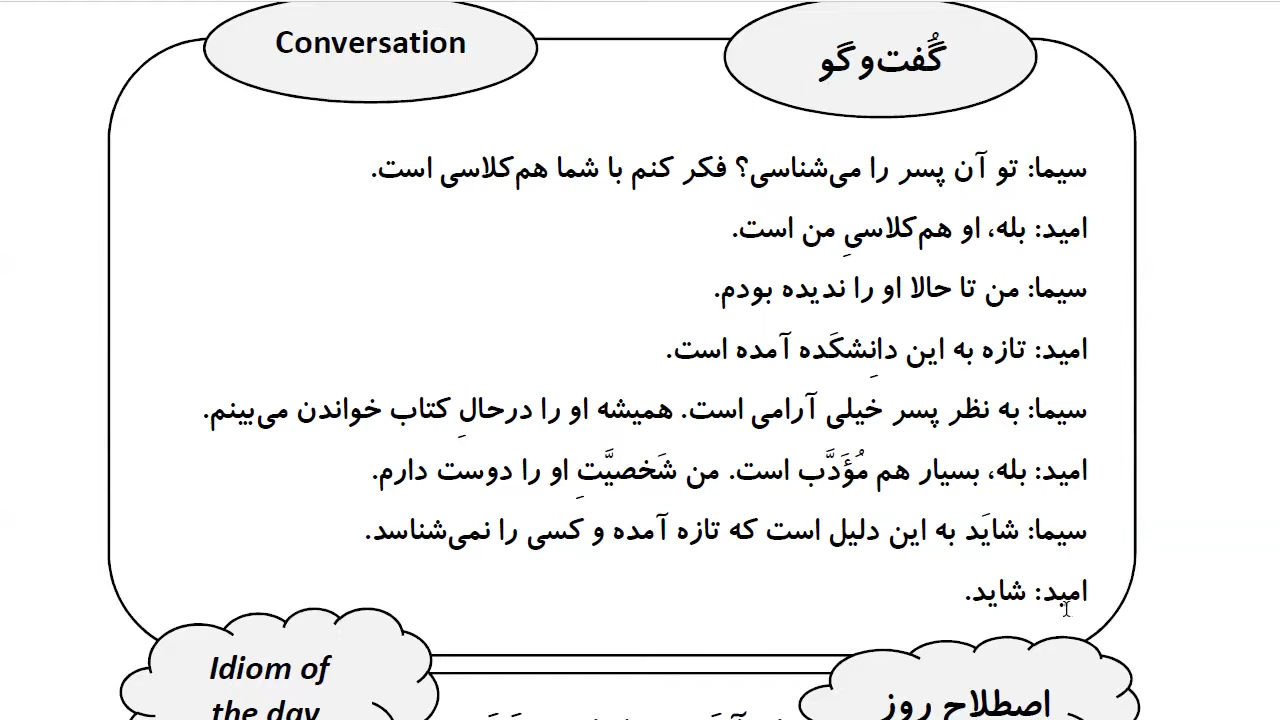 Conversation
گُفت‌و‌گو
سیما: تو آن پسر را می‌شناسی؟ فکر کنم با شما هم‌کلاسی است.
امید: بله، او هم‌کلاسیِ من است.
سیما: من تا حالا او را ندیده بودم.
امید: تازه به این دانِشکَده آمده است.
سیما: به نظر پسر خیلی آرامی است. همیشه او را درحالِ کتاب خواندن می‌بینم.
امید: بله، بسیار هم مُؤَدَّب است. من شَخصیَّتِ او را دوست دارم.
سیما: شایَد به این دلیل است که تازه آمده و کسی را نمی‌شناسد.
امید: شاید.
Idiom of
the day
اصطلاح روز